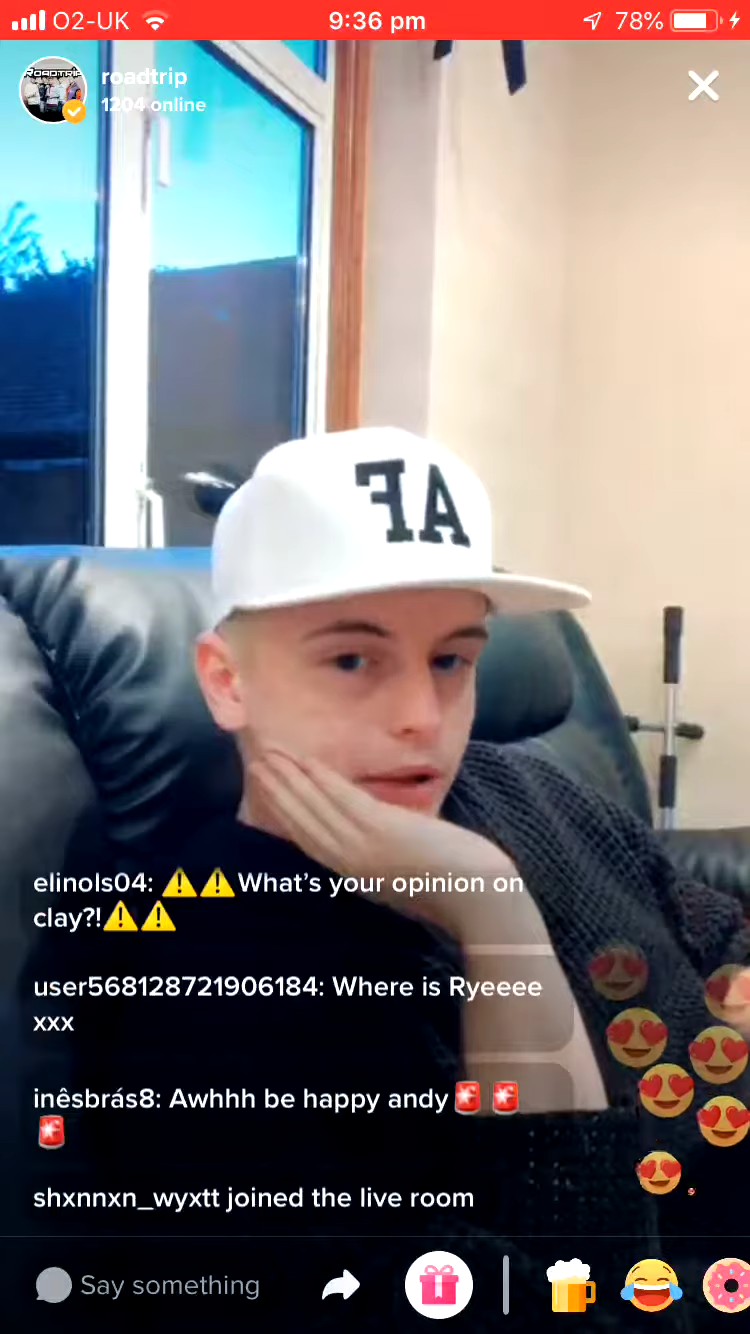 O2-UK 9:36 pm 78%
ROADTRIP
roadtrip
1204 online
AF
elinols04: ⚠️⚠️What's your opinion on
clay?!⚠️⚠️
user568128721906184: Where is Ryeeee
xxx
inêsbrás8: Awhhh be happy andy🚨🚨
🚨
shxnnxn_wyxtt joined the live room
Say something